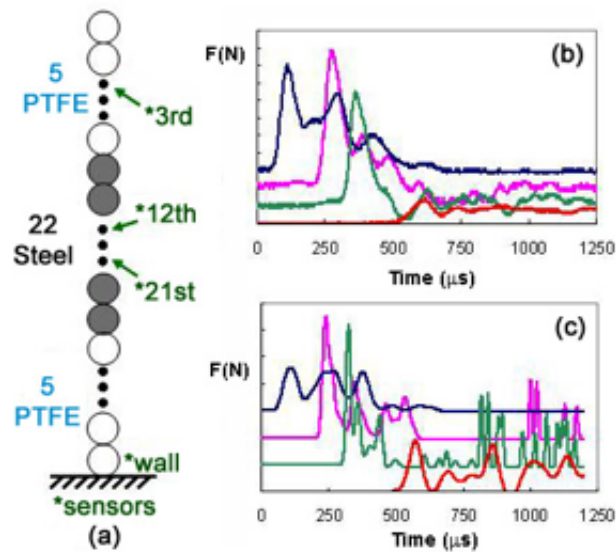 5
PTFE
*3rd
*12th
22
Steel
*21st
5
PTFE
*wall
*sensors
(a)
F(N)
(b)
0 250 500 750 1000 1250
Time (μs)
(c)
F(N)
0 250 500 750 1000 1250
Time (μs)